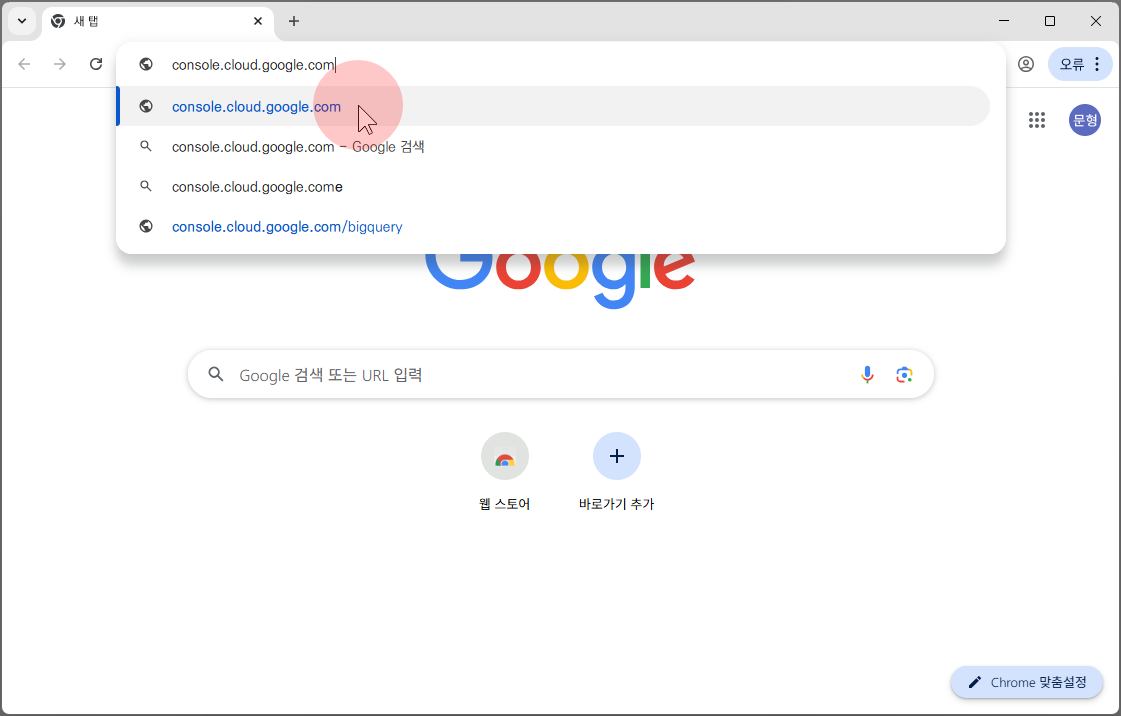 새 탭
console.cloud.google.com
오류
console.cloud.google.com
문형
console.cloud.google.com - Google 검색
console.cloud.google.come
console.cloud.google.com/bigquery
Google
Google 검색 또는 URL 입력
웹 스토어
바로가기 추가
Chrome 맞춤설정